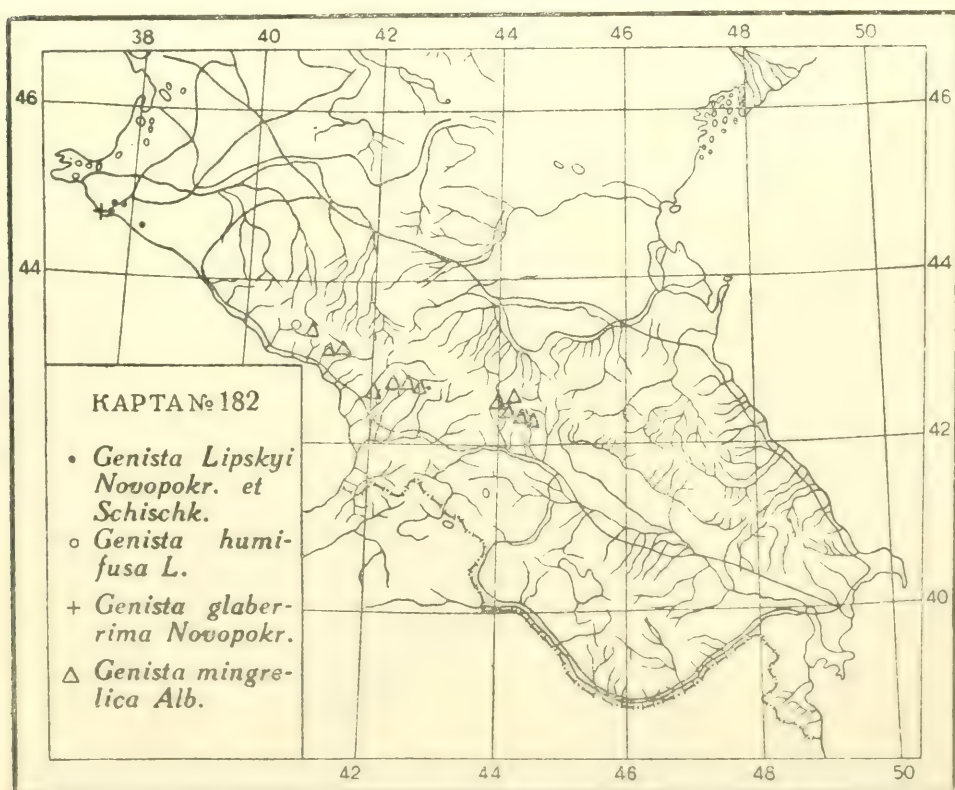 38 40 42 44 46 48 50
46 46
44 44
КАРТА № 182
• Genista Lipskyi
Novopokr. et
Schischk.
○ Genista humi-
fusa L.
+ Genista glaber-
rima Novopokr.
△ Genista mingre-
lica Alb.
42
40
42 44 46 48 50